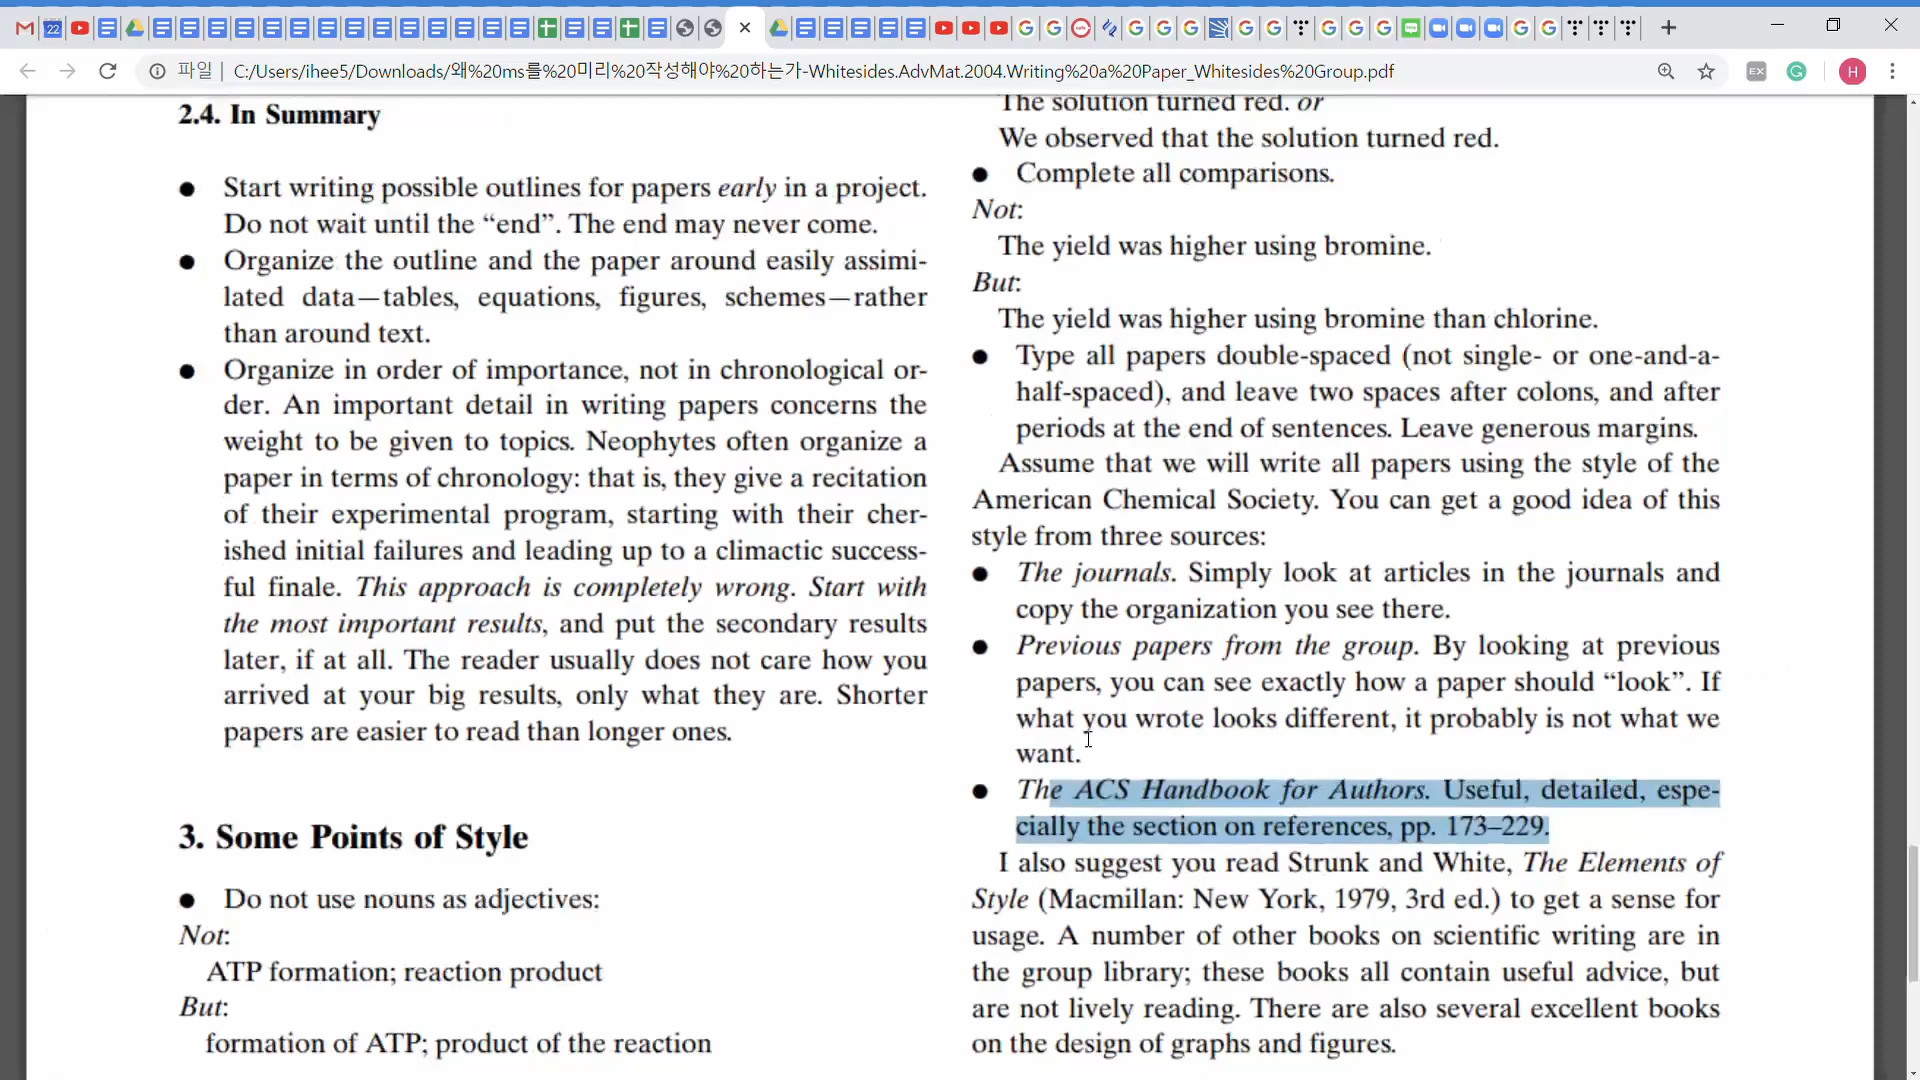 22
파일
C:/Users/ihee5/Downloads/왜%20ms를%20미리%20작성해야%20하는가-Whitesides.AdvMat.2004.Writing%20a%20Paper_Whitesides%20Group.pdf
EX
H
2.4. In Summary
● Start writing possible outlines for papers early in a project.
Do not wait until the “end”. The end may never come.
● Organize the outline and the paper around easily assimi-
lated data—tables, equations, figures, schemes—rather
than around text.
● Organize in order of importance, not in chronological or-
der. An important detail in writing papers concerns the
weight to be given to topics. Neophytes often organize a
paper in terms of chronology: that is, they give a recitation
of their experimental program, starting with their cher-
ished initial failures and leading up to a climactic success-
ful finale. This approach is completely wrong. Start with
the most important results, and put the secondary results
later, if at all. The reader usually does not care how you
arrived at your big results, only what they are. Shorter
papers are easier to read than longer ones.
3. Some Points of Style
● Do not use nouns as adjectives:
Not:
ATP formation; reaction product
But:
formation of ATP; product of the reaction
The solution turned red. or
We observed that the solution turned red.
● Complete all comparisons.
Not:
The yield was higher using bromine.
But:
The yield was higher using bromine than chlorine.
● Type all papers double-spaced (not single- or one-and-a-
half-spaced), and leave two spaces after colons, and after
periods at the end of sentences. Leave generous margins.
Assume that we will write all papers using the style of the
American Chemical Society. You can get a good idea of this
style from three sources:
● The journals. Simply look at articles in the journals and
copy the organization you see there.
● Previous papers from the group. By looking at previous
papers, you can see exactly how a paper should “look”. If
what you wrote looks different, it probably is not what we
want.
● The ACS Handbook for Authors. Useful, detailed, espe-
cially the section on references, pp. 173–229.
I also suggest you read Strunk and White, The Elements of
Style (Macmillan: New York, 1979, 3rd ed.) to get a sense for
usage. A number of other books on scientific writing are in
the group library; these books all contain useful advice, but
are not lively reading. There are also several excellent books
on the design of graphs and figures.